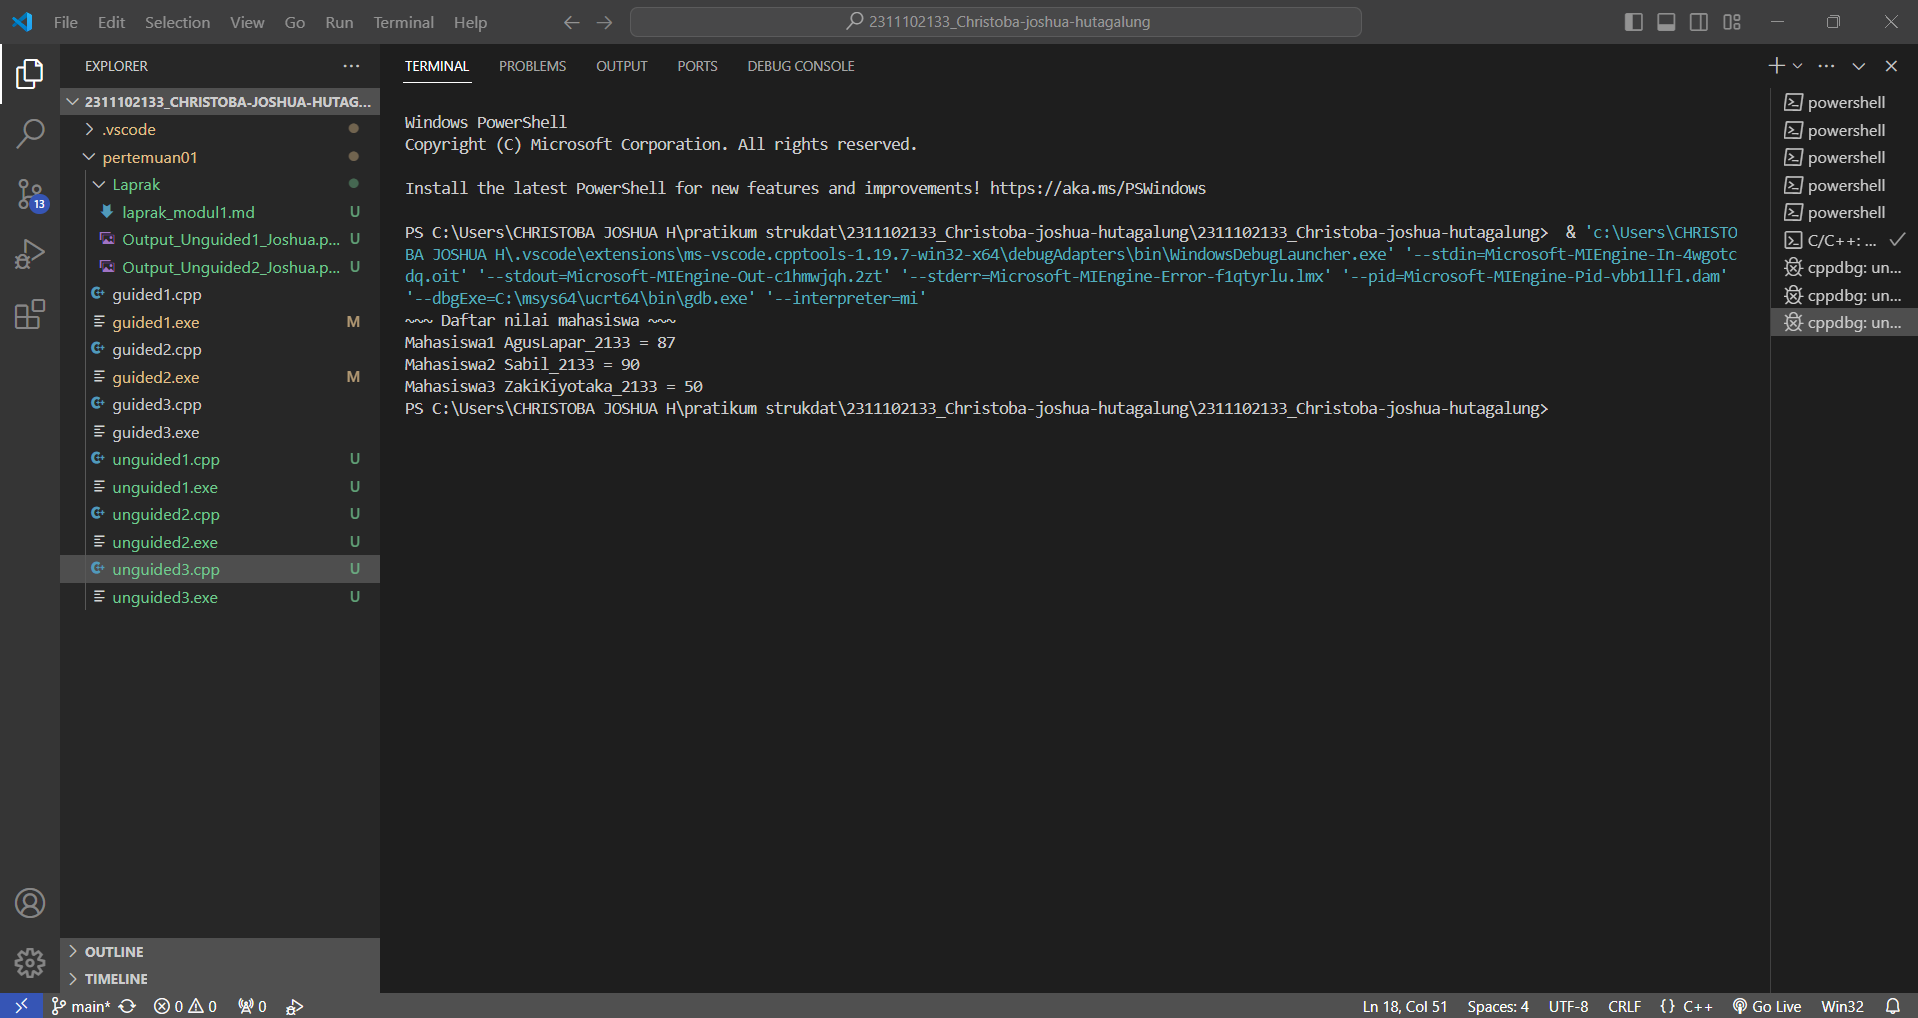 File Edit Selection View Go Run Terminal Help
2311102133_Christoba-joshua-hutagalung
EXPLORER
2311102133_CHRISTOBA-JOSHUA-HUTAG...
.vscode
pertemuan01
Laprak
laprak_modul1.md U
Output_Unguided1_Joshua.p... U
Output_Unguided2_Joshua.p... U
guided1.cpp
guided1.exe M
guided2.cpp
guided2.exe M
guided3.cpp
guided3.exe
unguided1.cpp U
unguided1.exe U
unguided2.cpp U
unguided2.exe U
unguided3.cpp U
unguided3.exe U
OUTLINE
TIMELINE
13
TERMINAL PROBLEMS OUTPUT PORTS DEBUG CONSOLE
Windows PowerShell
Copyright (C) Microsoft Corporation. All rights reserved.
Install the latest PowerShell for new features and improvements! https://aka.ms/PSWindows
PS C:\Users\CHRISTOBA JOSHUA H\pratikum strukdat\2311102133_Christoba-joshua-hutagalung\2311102133_Christoba-joshua-hutagalung>  & 'c:\Users\CHRISTO
BA JOSHUA H\.vscode\extensions\ms-vscode.cpptools-1.19.7-win32-x64\debugAdapters\bin\WindowsDebugLauncher.exe' '--stdin=Microsoft-MIEngine-In-4wgotc
dq.oit' '--stdout=Microsoft-MIEngine-Out-c1hmwjqh.2zt' '--stderr=Microsoft-MIEngine-Error-f1qtyrlu.lmx' '--pid=Microsoft-MIEngine-Pid-vbb1llfl.dam'
'--dbgExe=C:\msys64\ucrt64\bin\gdb.exe' '--interpreter=mi'
~~~ Daftar nilai mahasiswa ~~~
Mahasiswa1 AgusLapar_2133 = 87
Mahasiswa2 Sabil_2133 = 90
Mahasiswa3 ZakiKiyotaka_2133 = 50
PS C:\Users\CHRISTOBA JOSHUA H\pratikum strukdat\2311102133_Christoba-joshua-hutagalung\2311102133_Christoba-joshua-hutagalung>
powershell
powershell
powershell
powershell
powershell
C/C++: ...
cppdbg: un...
cppdbg: un...
cppdbg: un...
main* 0 0 0 Ln 18, Col 51 Spaces: 4 UTF-8 CRLF {} C++ Go Live Win32